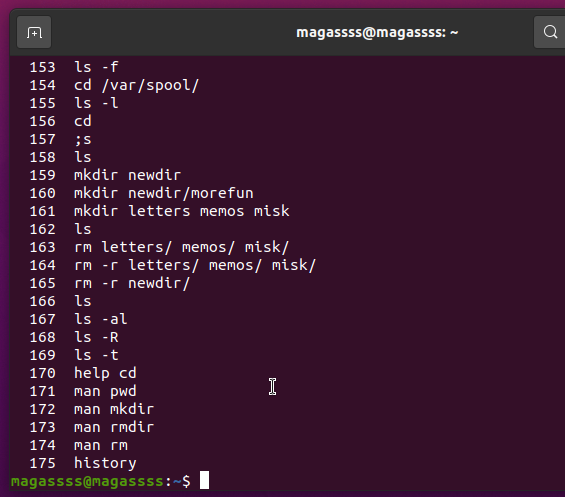 magassss@magassss: ~
153 ls -f
154 cd /var/spool/
155 ls -l
156 cd
157 ;s
158 ls
159 mkdir newdir
160 mkdir newdir/morefun
161 mkdir letters memos misk
162 ls
163 rm letters/ memos/ misk/
164 rm -r letters/ memos/ misk/
165 rm -r newdir/
166 ls
167 ls -al
168 ls -R
169 ls -t
170 help cd
171 man pwd
172 man mkdir
173 man rmdir
174 man rm
175 history
magassss@magassss:~$